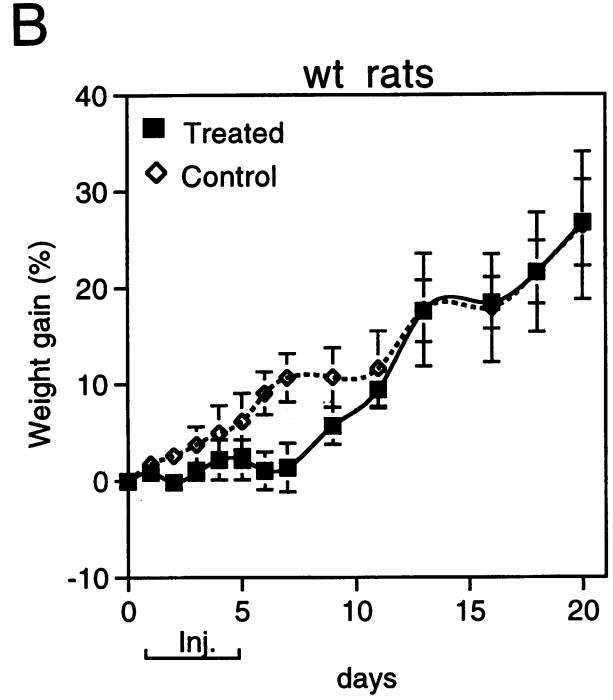 B
wt rats
40
Treated
Control
30
20
10
0
-10
Weight gain (%)
0 5 10 15 20
Inj.
days